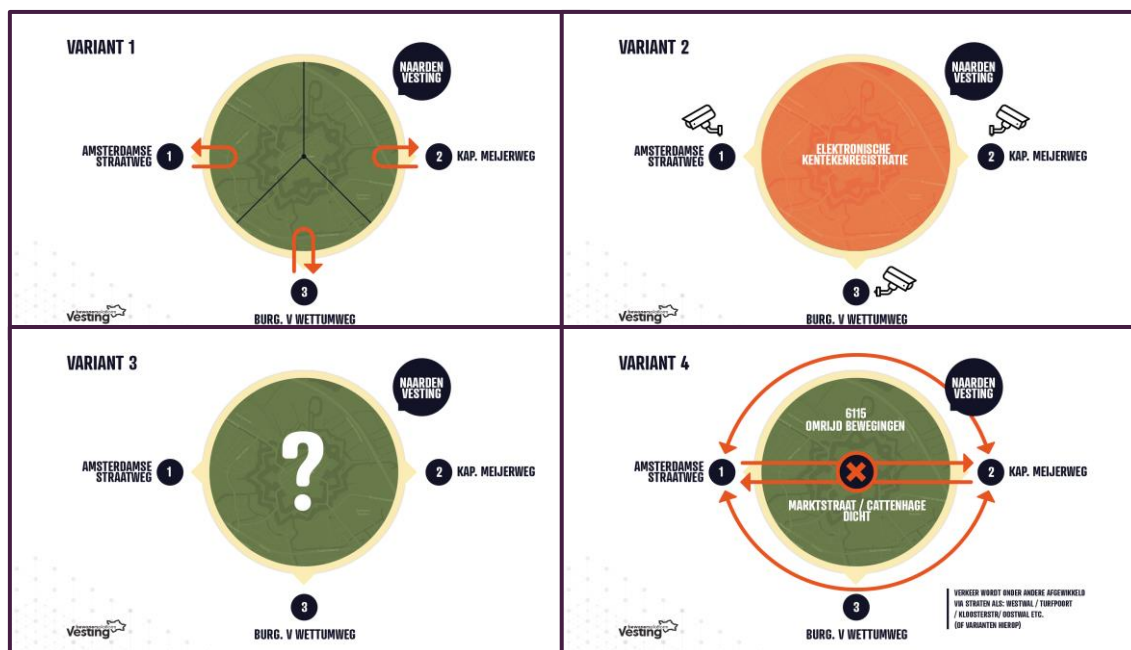 VARIANT 1
NAARDEN
VESTING
AMSTERDAMSE
STRAATWEG
1
2
KAP. MEIJERWEG
3
BURG. V WETTUMWEG
bewonersplatform
Vesting
VARIANT 2
NAARDEN
VESTING
ELEKTRONISCHE
KENTEKENREGISTRATIE
AMSTERDAMSE
STRAATWEG
1
2
KAP. MEIJERWEG
3
BURG. V WETTUMWEG
bewonersplatform
Vesting
VARIANT 3
NAARDEN
VESTING
?
AMSTERDAMSE
STRAATWEG
1
2
KAP. MEIJERWEG
3
BURG. V WETTUMWEG
bewonersplatform
Vesting
VARIANT 4
NAARDEN
VESTING
6115
OMRIJD BEWEGINGEN
AMSTERDAMSE
STRAATWEG
1
2
KAP. MEIJERWEG
MARKTSTRAAT / CATTENHAGE
DICHT
3
BURG. V WETTUMWEG
VERKEER WORDT ONDER ANDERE AFGEWIKKELD
VIA STRATEN ALS: WESTWAL / TURFPOORT
/ KLOOSTERSTR/ OOSTWAL ETC.
(OF VARIANTEN HIEROP)
bewonersplatform
Vesting